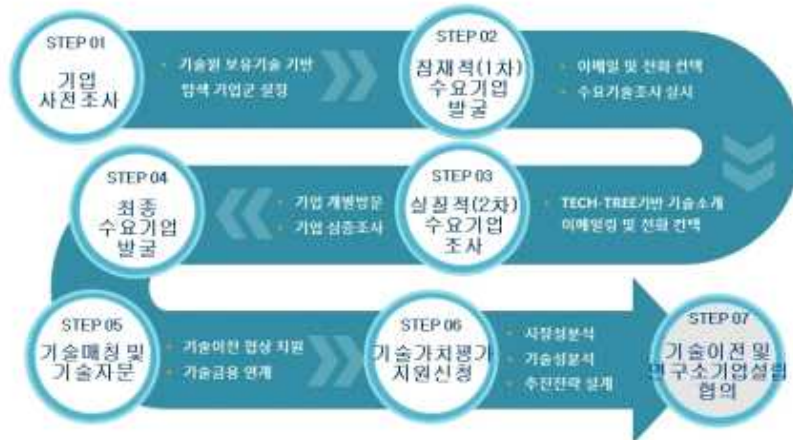 STEP 01
기업
사전조사
• 기술원 보유기술 기반
탐색 기업군 설정
STEP 02
잠재적(1차)
수요기업
발굴
• 이메일 및 전화 컨택
• 수요기술조사 실시
STEP 03
실질적(2차)
수요기업
조사
• TECH-TREE기반 기술소개
이메일링 및 전화 컨택
STEP 04
최종
수요기업
발굴
• 기업 개별방문
• 기업 심층조사
STEP 05
기술매칭 및
기술자문
• 기술이전 협상 지원
• 기술금융 연계
STEP 06
기술가치평가
지원신청
• 시장성분석
• 기술성분석
• 추진전략 설계
STEP 07
기술이전 및
연구소기업설립
협의